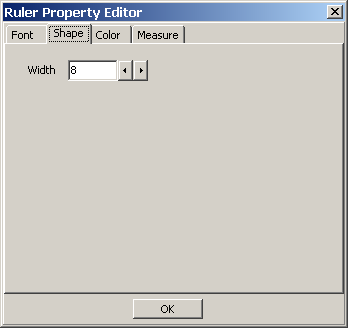 Ruler Property Editor
Font Shape Color Measure
Width 8
OK